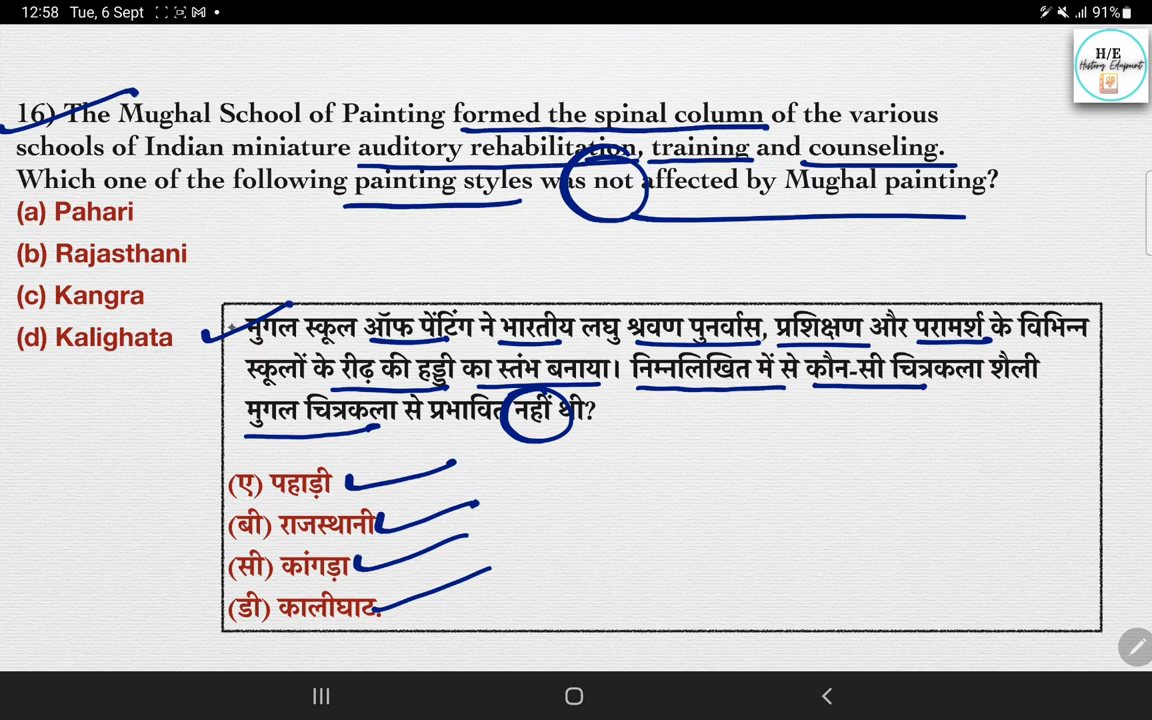 12:58 Tue, 6 Sept 91%
H/E
History Edupoint
16) The Mughal School of Painting formed the spinal column of the various
schools of Indian miniature auditory rehabilitation, training and counseling.
Which one of the following painting styles was not affected by Mughal painting?
(a) Pahari
(b) Rajasthani
(c) Kangra
(d) Kalighata
मुगल स्कूल ऑफ पेंटिंग ने भारतीय लघु श्रवण पुनर्वास, प्रशिक्षण और परामर्श के विभिन्न
स्कूलों के रीढ़ की हड्डी का स्तंभ बनाया। निम्नलिखित में से कौन-सी चित्रकला शैली
मुगल चित्रकला से प्रभावित नहीं थी?
(ए) पहाड़ी
(बी) राजस्थानी
(सी) कांगड़ा
(डी) कालीघाट.